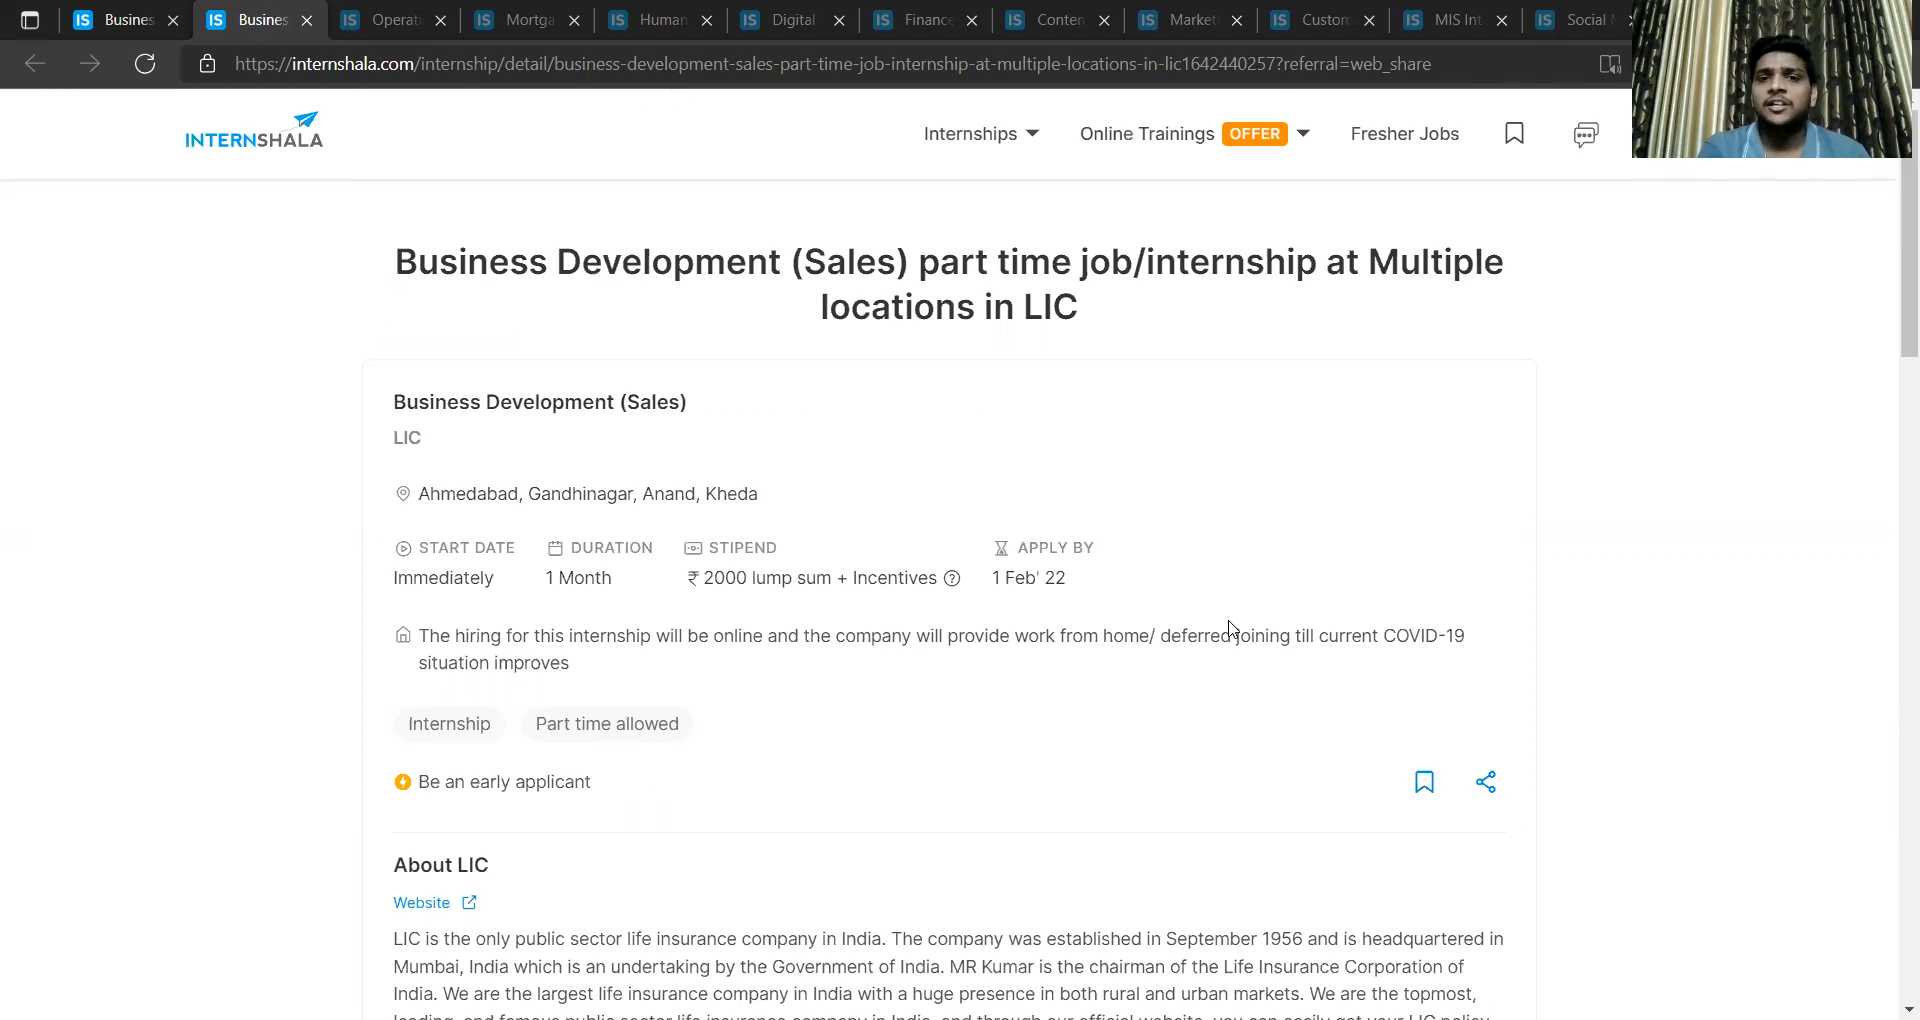 Busines
Busines
Operati
Mortga
Human
Digital
Finance
Conten
Market
Custom
MIS Int
Social
https://internshala.com/internship/detail/business-development-sales-part-time-job-internship-at-multiple-locations-in-lic1642440257?referral=web_share
INTERNSHALA
Internships
Online Trainings OFFER
Fresher Jobs
Business Development (Sales) part time job/internship at Multiple
locations in LIC
Business Development (Sales)
LIC
Ahmedabad, Gandhinagar, Anand, Kheda
START DATE DURATION STIPEND APPLY BY
Immediately 1 Month ₹ 2000 lump sum + Incentives 1 Feb' 22
The hiring for this internship will be online and the company will provide work from home/ deferred joining till current COVID-19
situation improves
Internship Part time allowed
Be an early applicant
About LIC
Website
LIC is the only public sector life insurance company in India. The company was established in September 1956 and is headquartered in
Mumbai, India which is an undertaking by the Government of India. MR Kumar is the chairman of the Life Insurance Corporation of
India. We are the largest life insurance company in India with a huge presence in both rural and urban markets. We are the topmost,